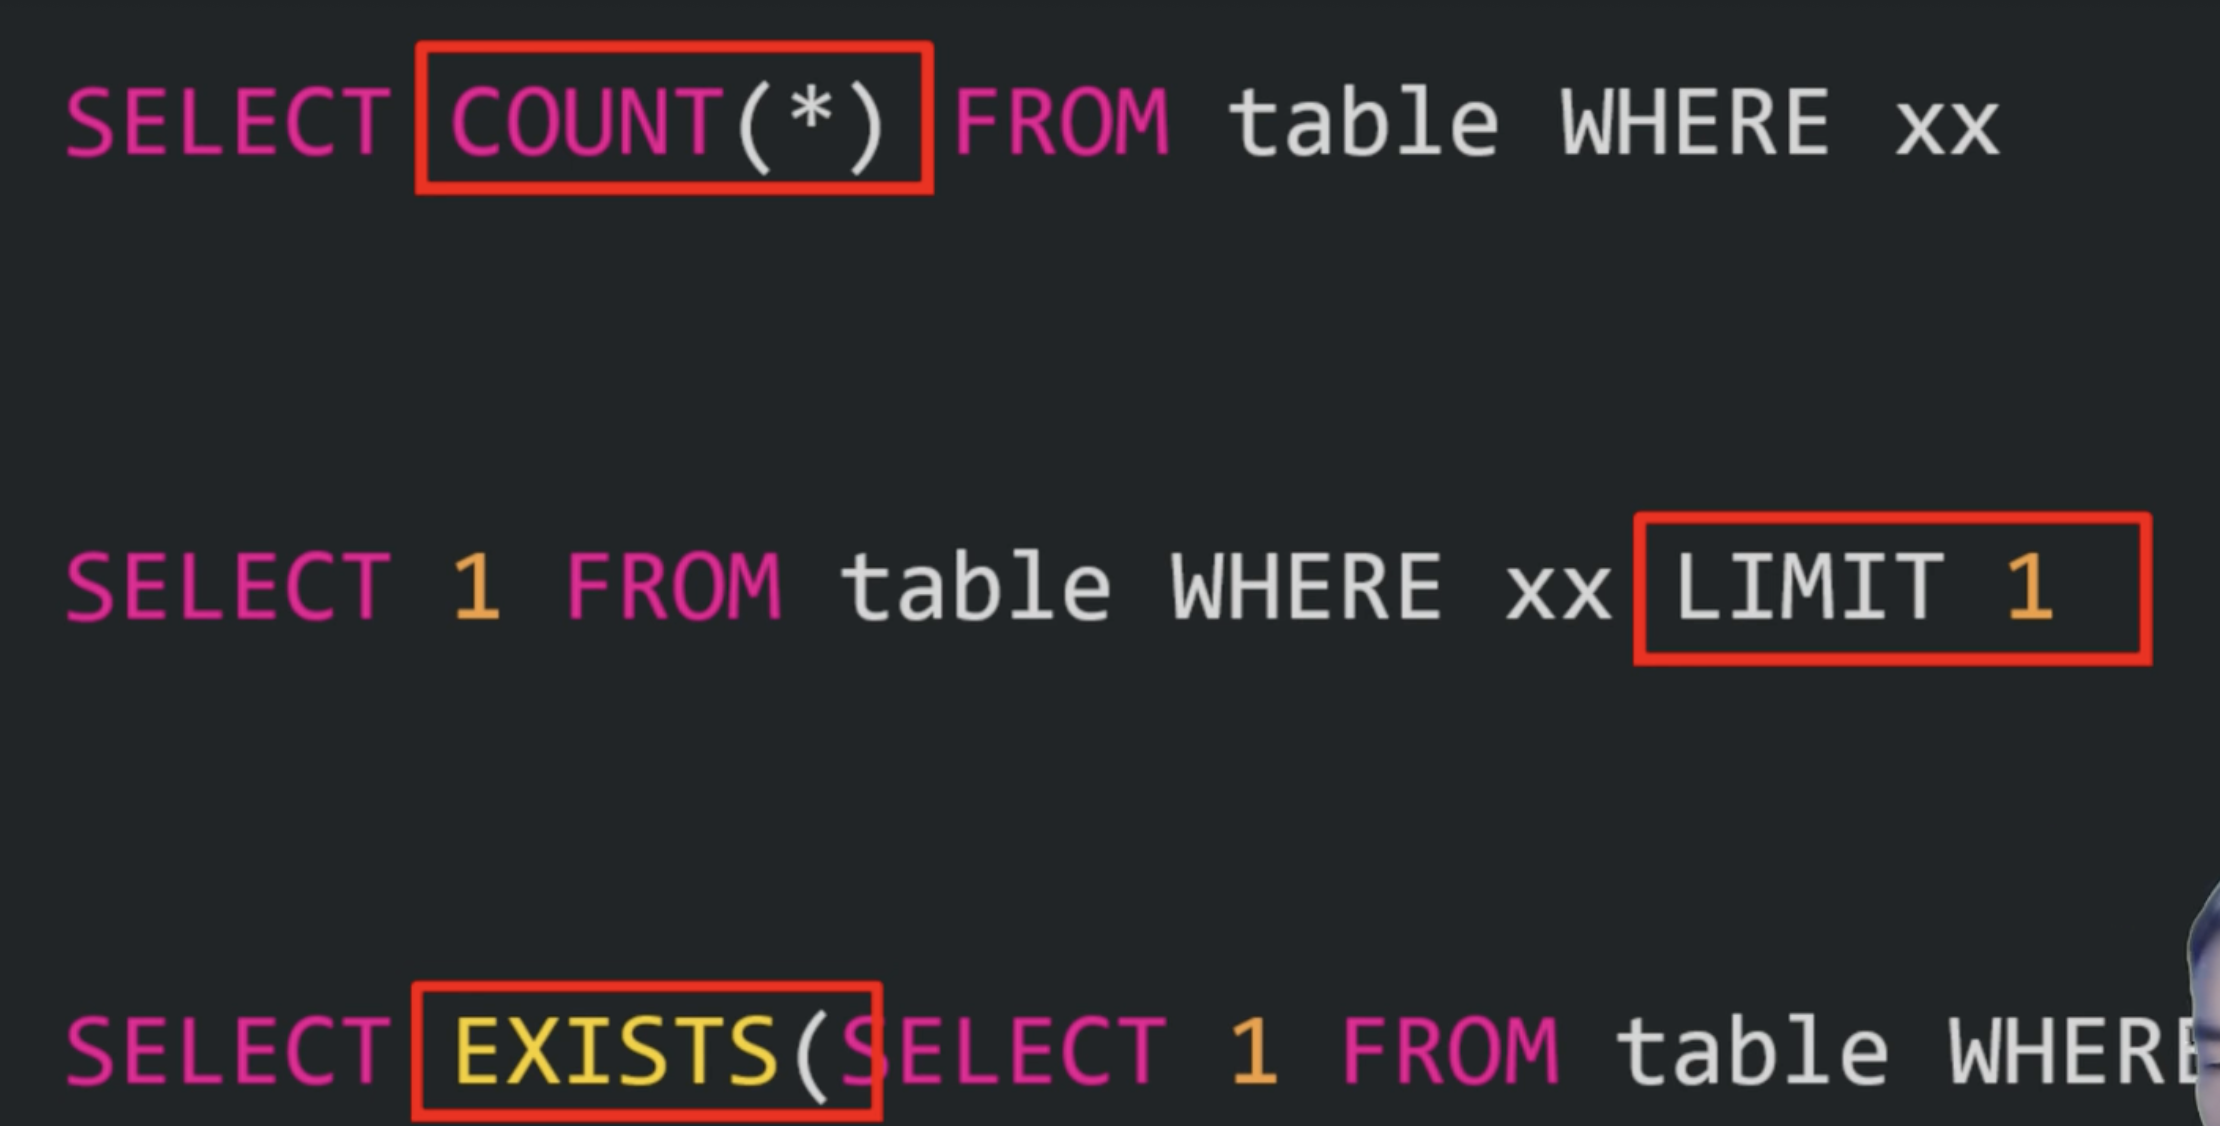 SELECT COUNT(*) FROM table WHERE xx
SELECT 1 FROM table WHERE xx LIMIT 1
SELECT EXISTS(SELECT 1 FROM table WHERE